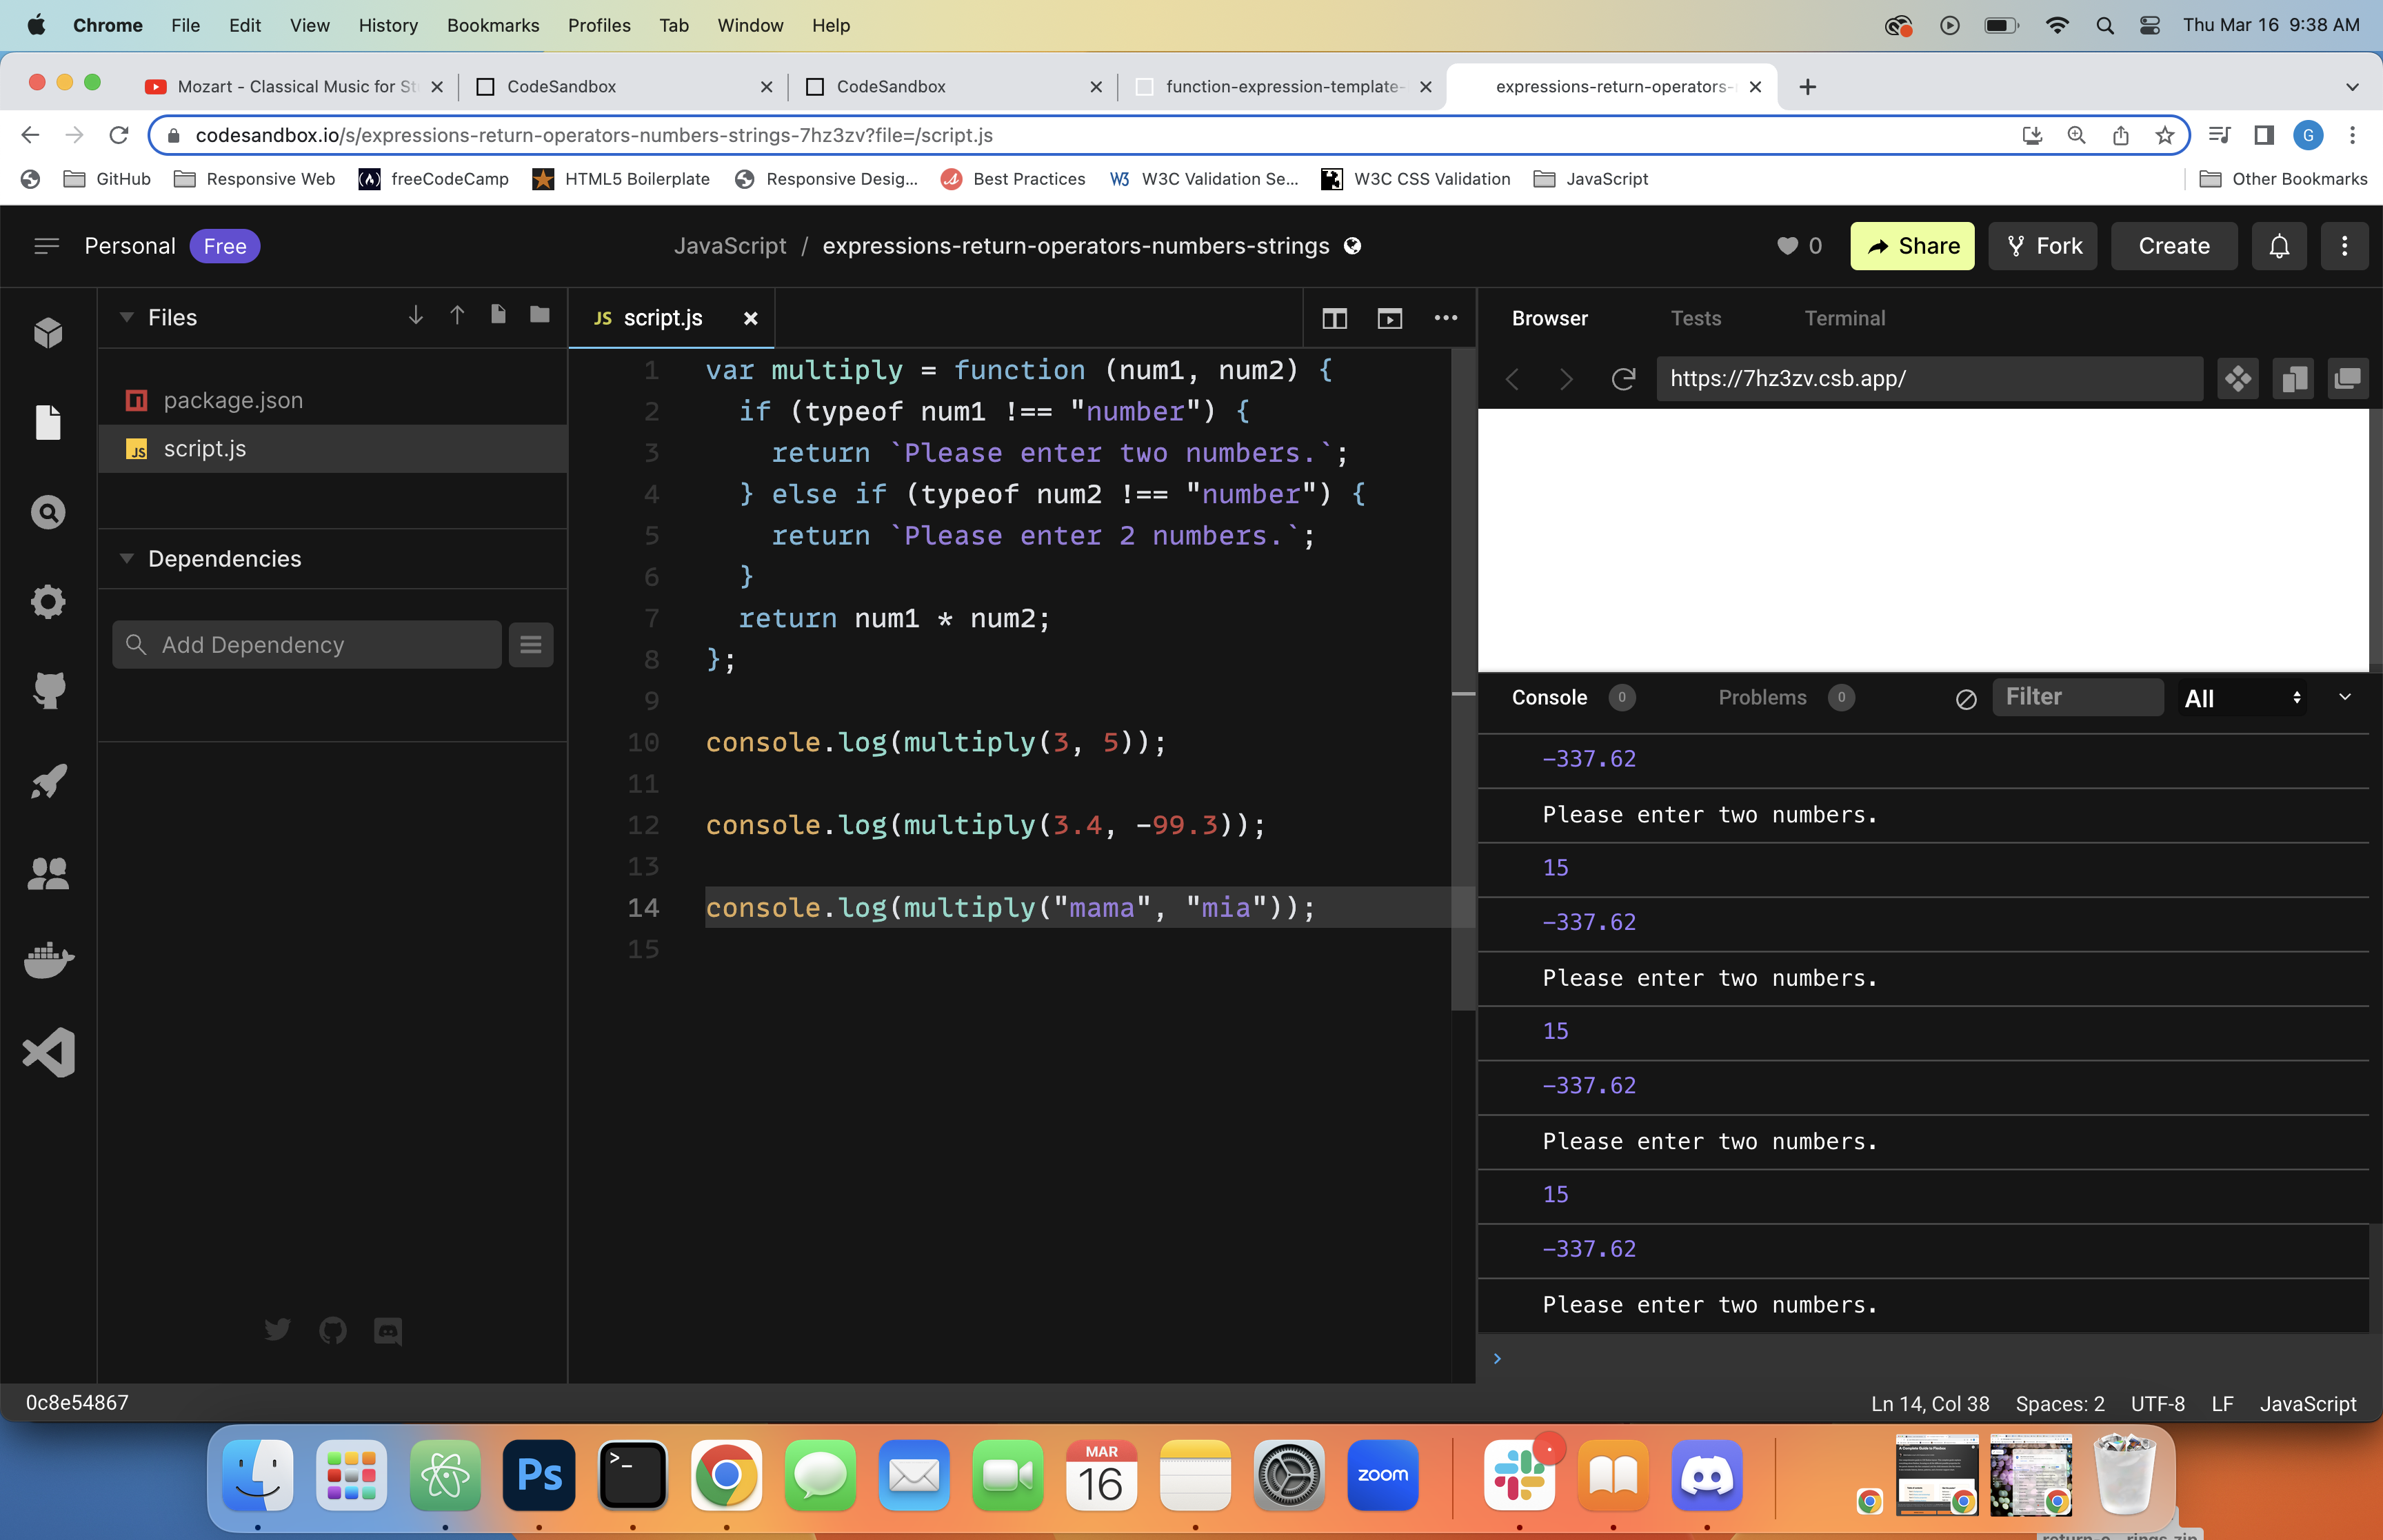 Chrome File Edit View History Bookmarks Profiles Tab Window Help Thu Mar 16 9:38 AM
Mozart - Classical Music for St CodeSandbox CodeSandbox function-expression-template- expressions-return-operators-
codesandbox.io/s/expressions-return-operators-numbers-strings-7hz3zv?file=/script.js G
GitHub Responsive Web freeCodeCamp HTML5 Boilerplate Responsive Desig... Best Practices W3 W3C Validation Se... W3C CSS Validation JavaScript Other Bookmarks
Personal Free JavaScript / expressions-return-operators-numbers-strings 0 Share Fork Create
Files
package.json
JS script.js
Dependencies
Add Dependency
JS script.js
1 var multiply = function (num1, num2) {
2 if (typeof num1 !== "number") {
3 return `Please enter two numbers.`;
4 } else if (typeof num2 !== "number") {
5 return `Please enter 2 numbers.`;
6 }
7 return num1 * num2;
8 };
9
10 console.log(multiply(3, 5));
11
12 console.log(multiply(3.4, -99.3));
13
14 console.log(multiply("mama", "mia"));
15
Browser Tests Terminal
https://7hz3zv.csb.app/
Console 0 Problems 0 Filter All
-337.62
Please enter two numbers.
15
-337.62
Please enter two numbers.
15
-337.62
Please enter two numbers.
15
-337.62
Please enter two numbers.
0c8e54867 Ln 14, Col 38 Spaces: 2 UTF-8 LF JavaScript
Ps >_ MAR 16 zoom